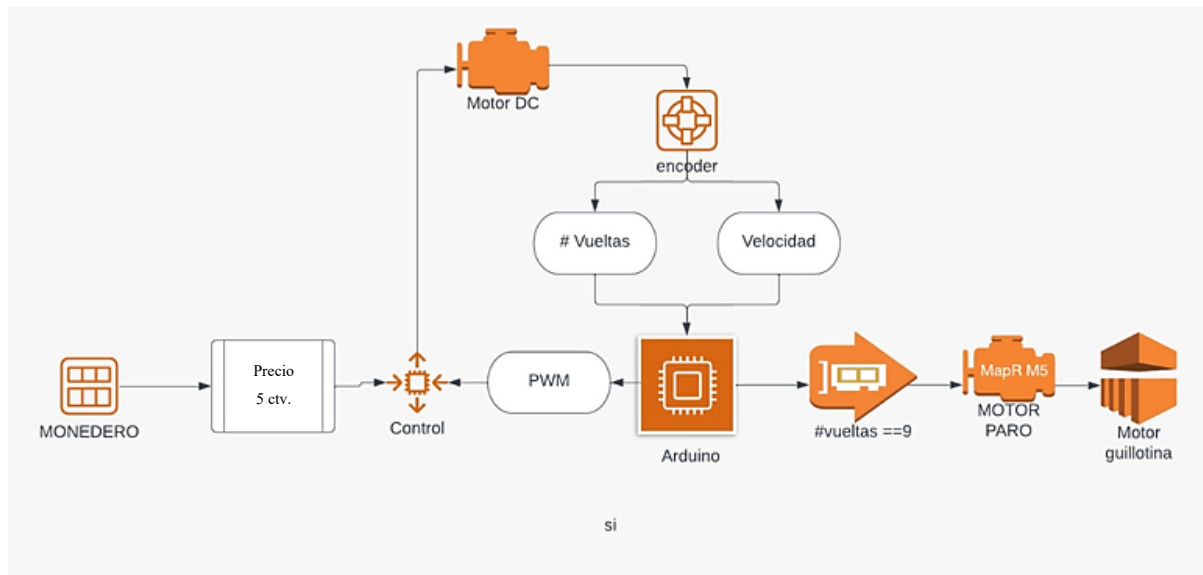 Motor DC
encoder
# Vueltas
Velocidad
MONEDERO
Precio
5 ctv.
Control
PWM
Arduino
#vueltas ==9
MapR M5
MOTOR
PARO
Motor
guillotina
si